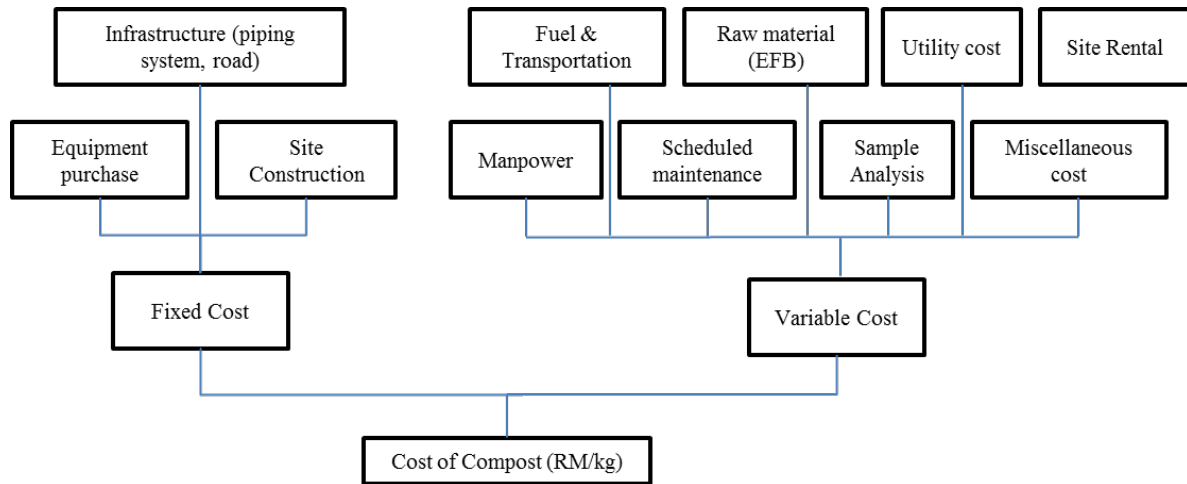 Infrastructure (piping
system, road)
Fuel &
Transportation
Raw material
(EFB)
Utility cost
Site Rental
Equipment
purchase
Site
Construction
Manpower
Scheduled
maintenance
Sample
Analysis
Miscellaneous
cost
Fixed Cost
Variable Cost
Cost of Compost (RM/kg)